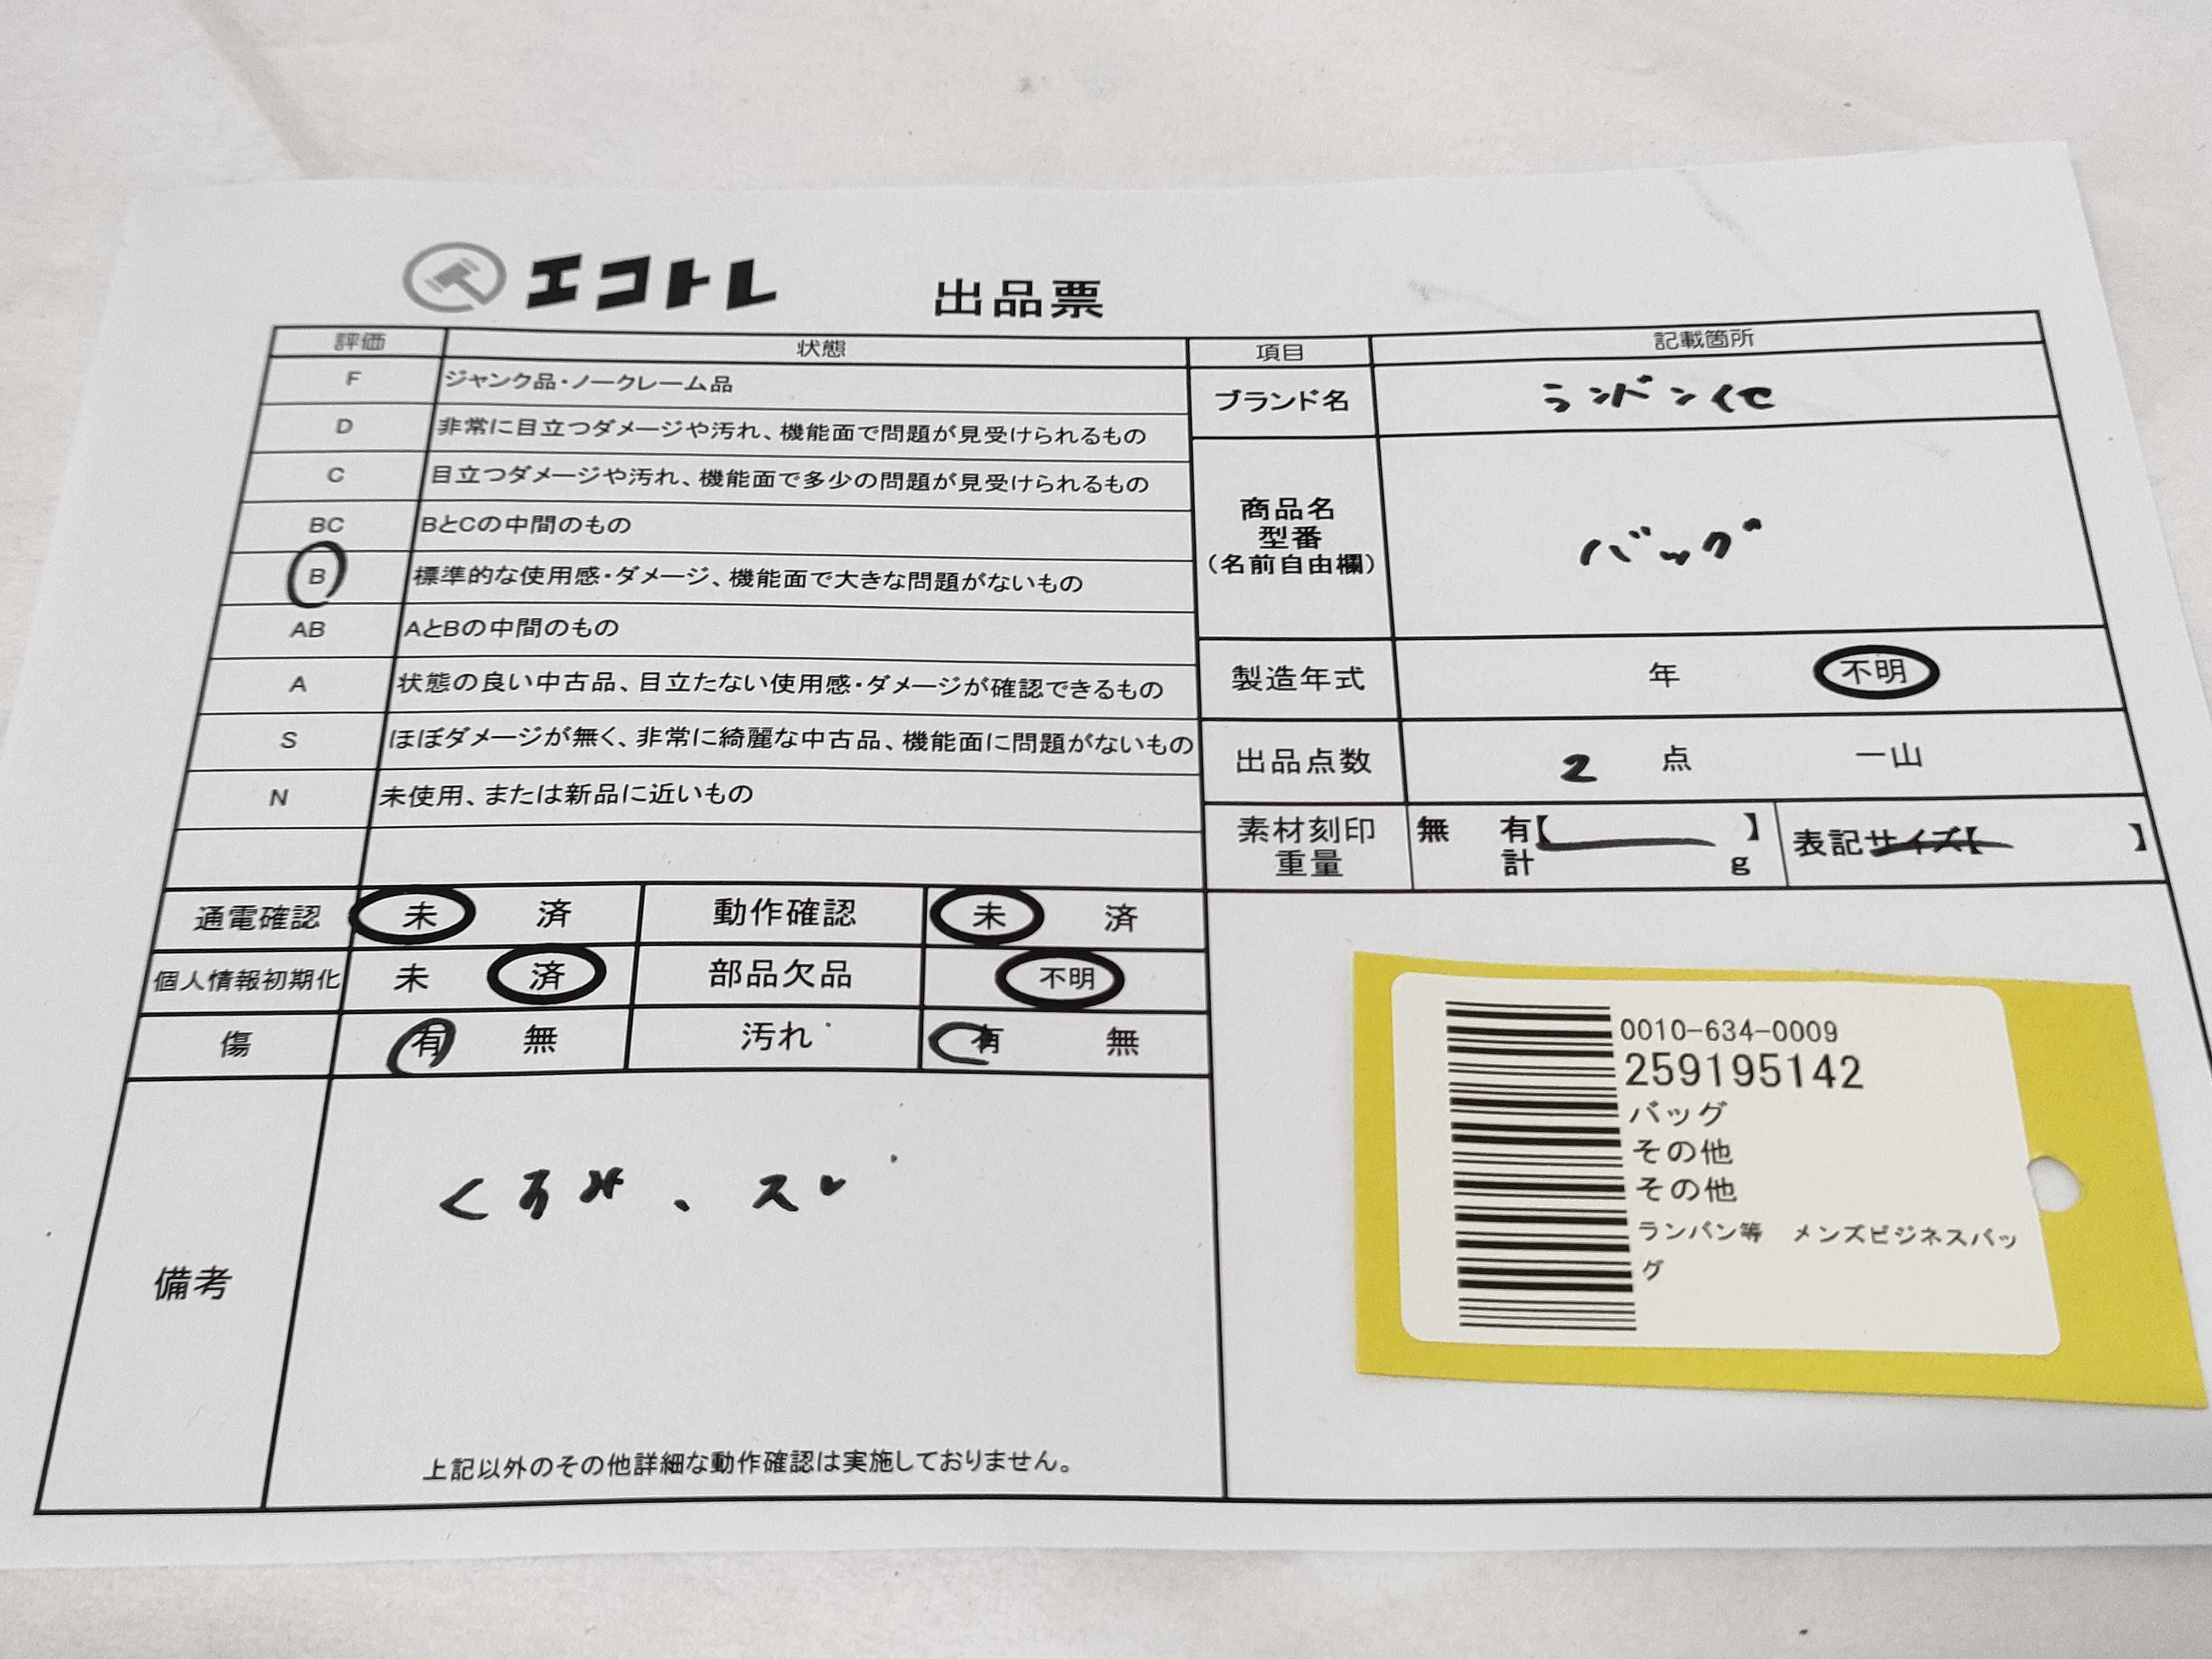 エコトレ 出品票
評価 状態 項目 記載箇所
F ジャンク品・ノークレーム品
D 非常に目立つダメージや汚れ、機能面で問題が見受けられるもの
C 目立つダメージや汚れ、機能面で多少の問題が見受けられるもの
BC BとCの中間のもの
B 標準的な使用感・ダメージ、機能面で大きな問題がないもの
AB AとBの中間のもの
A 状態の良い中古品、目立たない使用感・ダメージが確認できるもの
S ほぼダメージが無く、非常に綺麗な中古品、機能面に問題がないもの
N 未使用、または新品に近いもの
ブランド名
商品名
型番
(名前自由欄)
バッグ
製造年式 年 不明
出品点数 2 点 一山
素材刻印 無 有【 】 表記サイズ【 】
重量 計 g
通電確認 未 済 動作確認 未 済
個人情報初期化 未 済 部品欠品 不明
傷 有 無 汚れ 有 無
備考
、スレ
上記以外のその他詳細な動作確認は実施しておりません。
0010-634-0009
259195142
バッグ
その他
その他
ランバン等 メンズビジネスバッ
グ